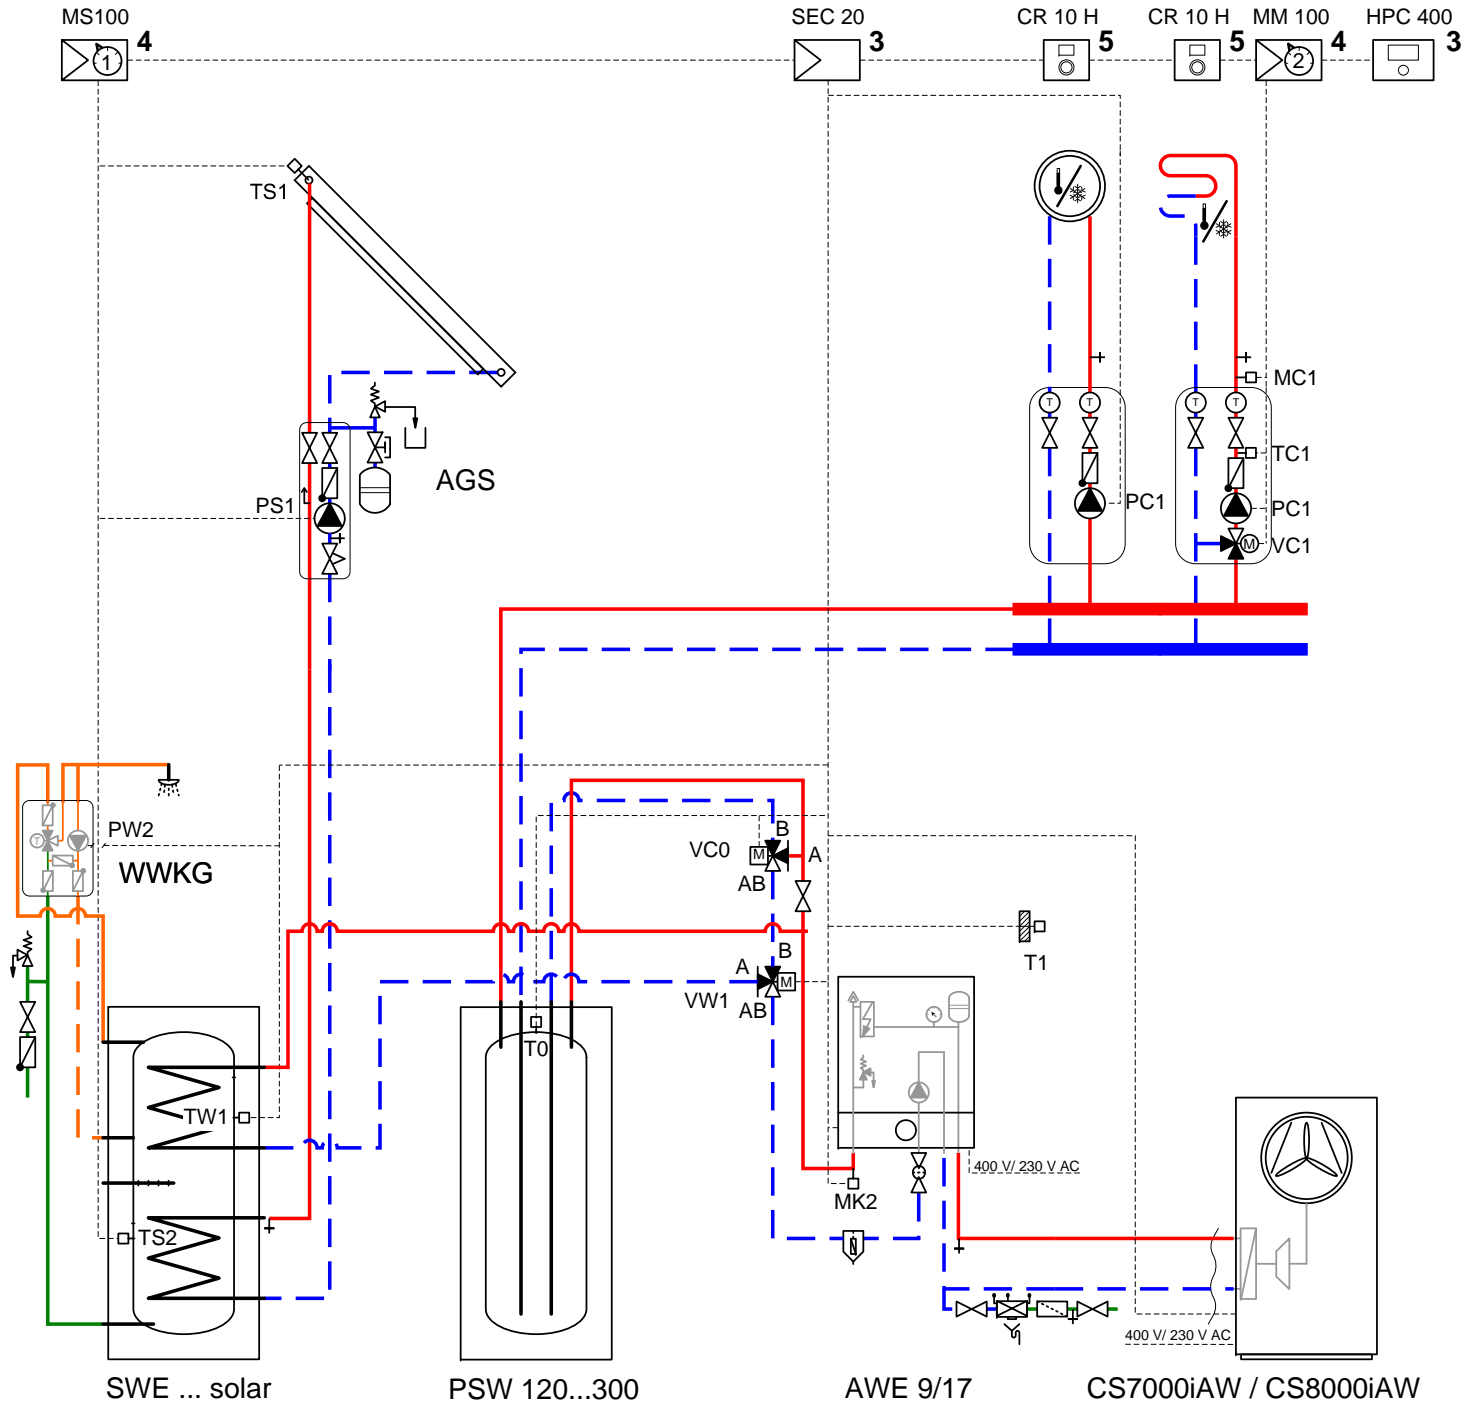 MS100
SEC 20
CR 10 H
CR 10 H
MM 100
HPC 400
4
3
5
5
4
3
1
2
TS1
AGS
PS1
T
T
T
T
MC1
TC1
PC1
PC1
VC1
M
PW2
WWKG
T
VC0
M
B
A
AB
A
B
VW1
M
AB
T1
T0
TW1
TS2
MK2
400 V/ 230 V AC
400 V/ 230 V AC
SWE ... solar
PSW 120...300
AWE 9/17
CS7000iAW / CS8000iAW